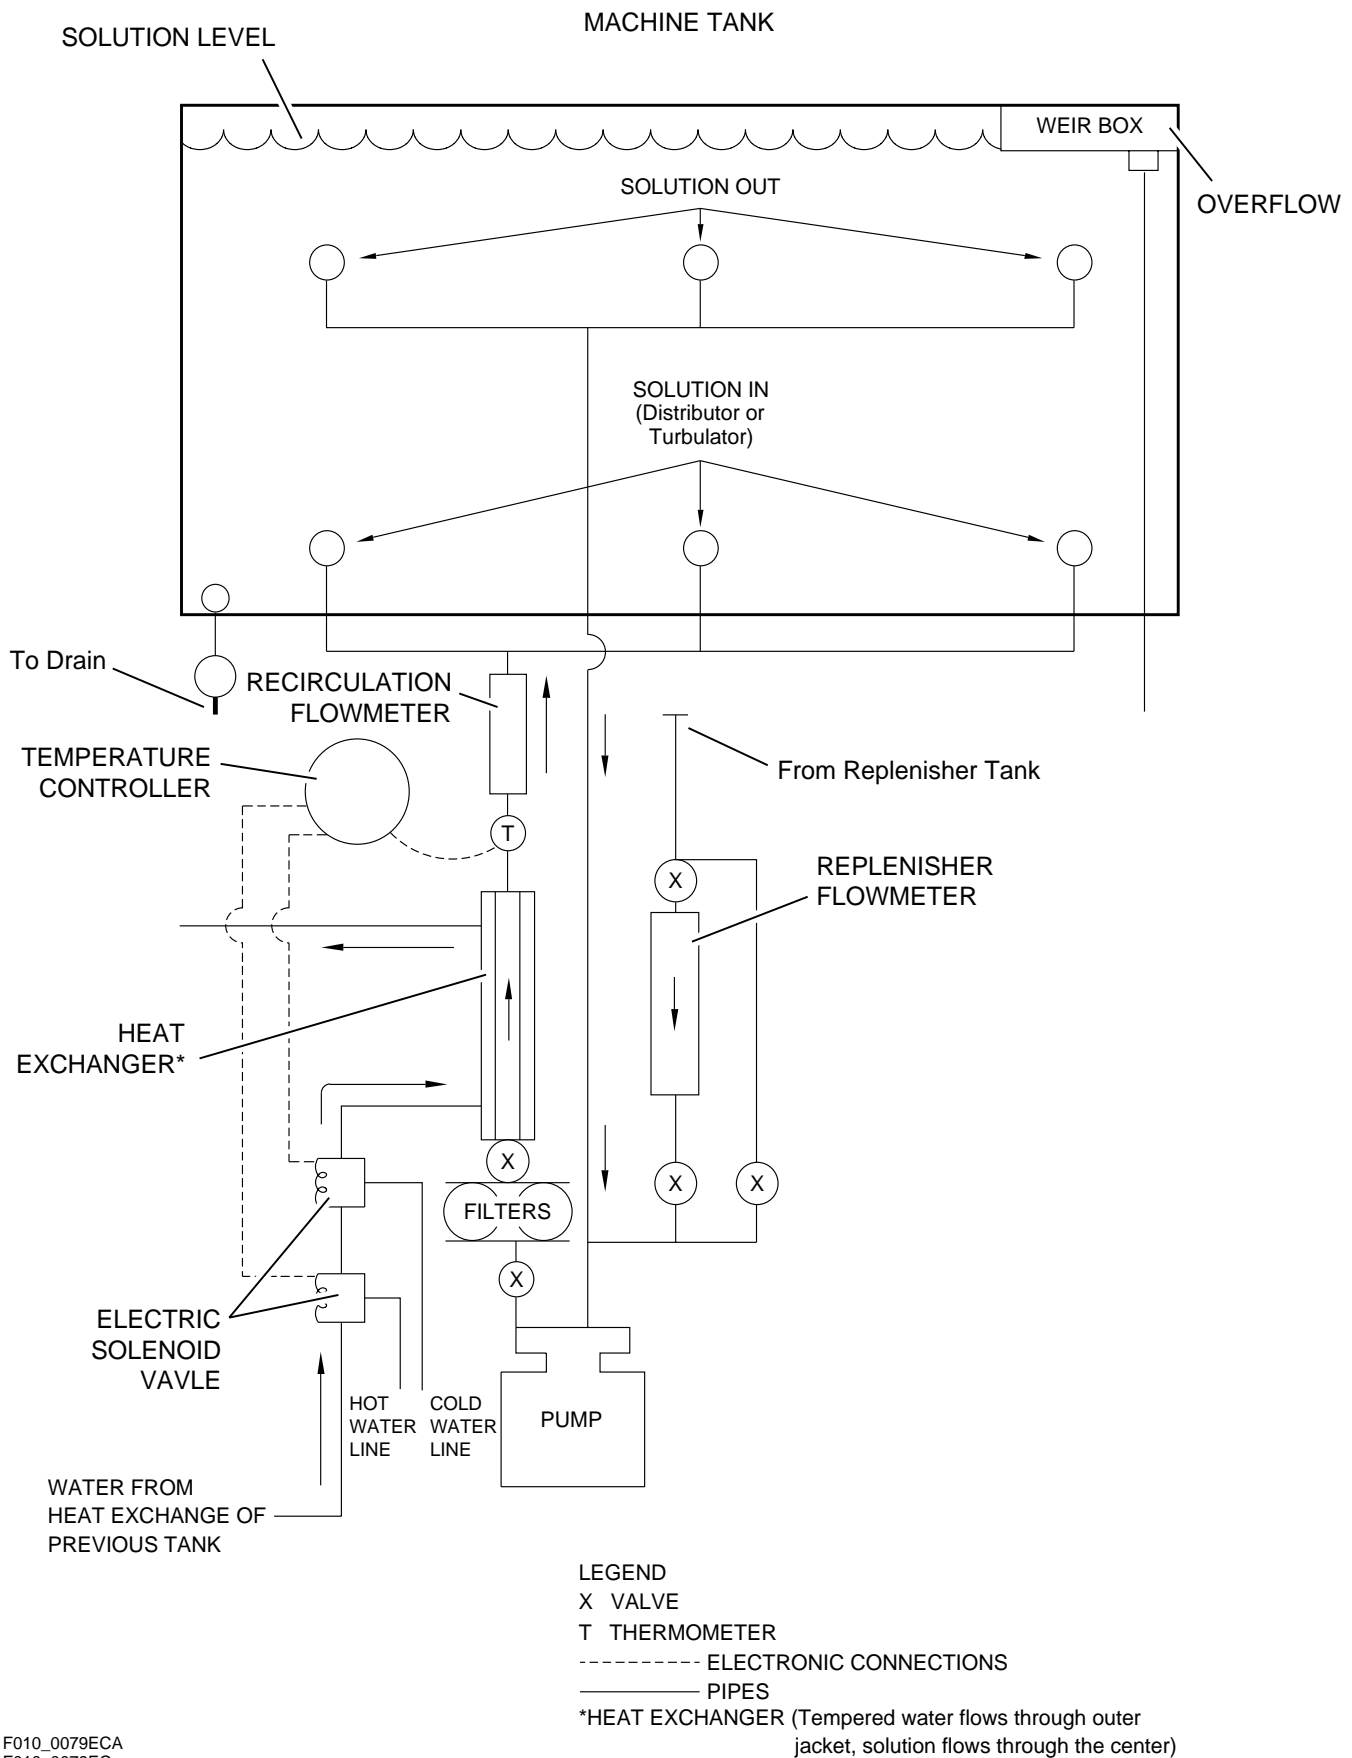 MACHINE TANK
SOLUTION LEVEL
WEIR BOX
SOLUTION OUT
OVERFLOW
SOLUTION IN
(Distributor or
Turbulator)
To Drain
RECIRCULATION
FLOWMETER
TEMPERATURE
CONTROLLER
From Replenisher Tank
T
X
REPLENISHER
FLOWMETER
HEAT
EXCHANGER*
X
X
X
FILTERS
X
ELECTRIC
SOLENOID
VAVLE
HOT
WATER
LINE
COLD
WATER
LINE
PUMP
WATER FROM
HEAT EXCHANGE OF
PREVIOUS TANK
LEGEND
X VALVE
T THERMOMETER
ELECTRONIC CONNECTIONS
PIPES
*HEAT EXCHANGER (Tempered water flows through outer
jacket, solution flows through the center)
F010_0079ECA